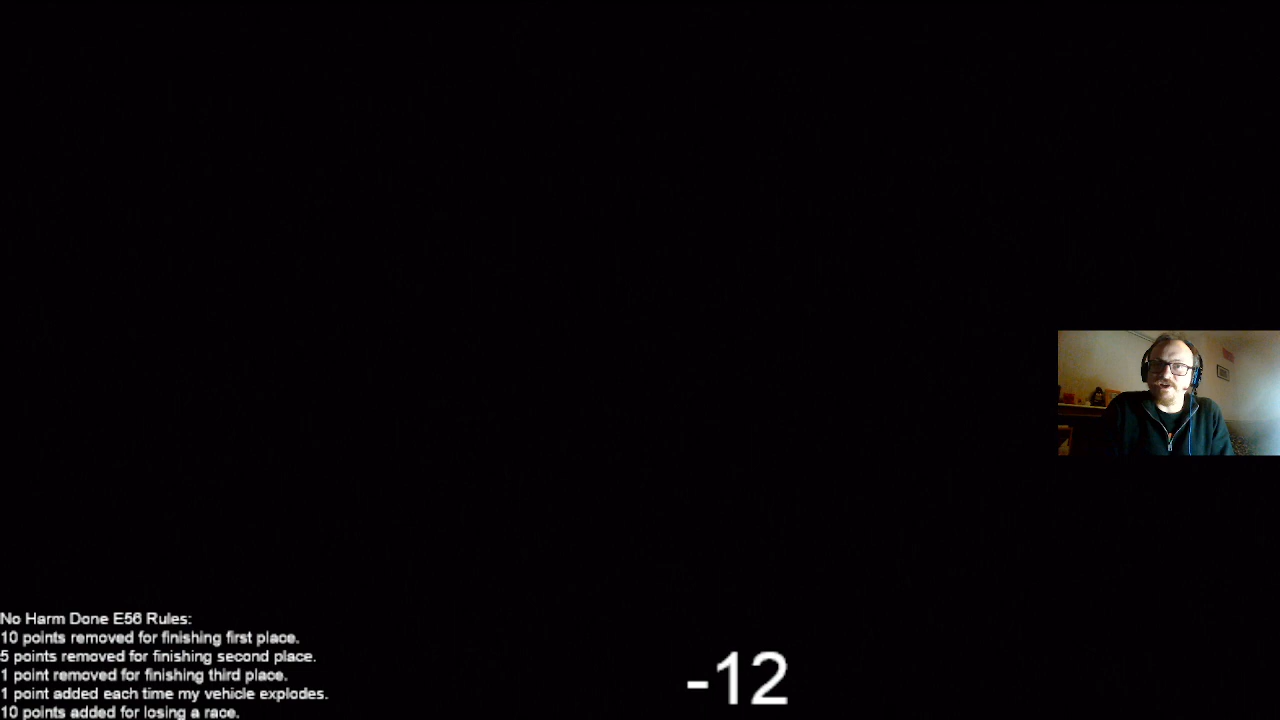 No Harm Done E56 Rules:
10 points removed for finishing first place.
5 points removed for finishing second place.
1 point removed for finishing third place.
1 point added each time my vehicle explodes.
10 points added for losing a race.
-12